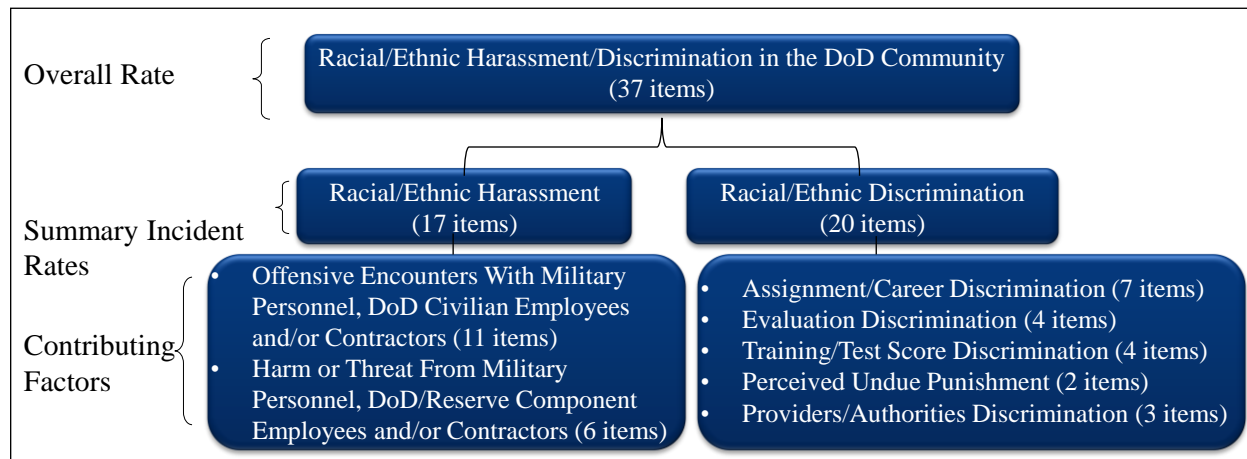 Overall Rate
Racial/Ethnic Harassment/Discrimination in the DoD Community
(37 items)
Summary Incident
Rates
Racial/Ethnic Harassment
(17 items)
Racial/Ethnic Discrimination
(20 items)
Contributing
Factors
• Offensive Encounters With Military
Personnel, DoD Civilian Employees
and/or Contractors (11 items)
• Harm or Threat From Military
Personnel, DoD/Reserve Component
Employees and/or Contractors (6 items)
• Assignment/Career Discrimination (7 items)
• Evaluation Discrimination (4 items)
• Training/Test Score Discrimination (4 items)
• Perceived Undue Punishment (2 items)
• Providers/Authorities Discrimination (3 items)